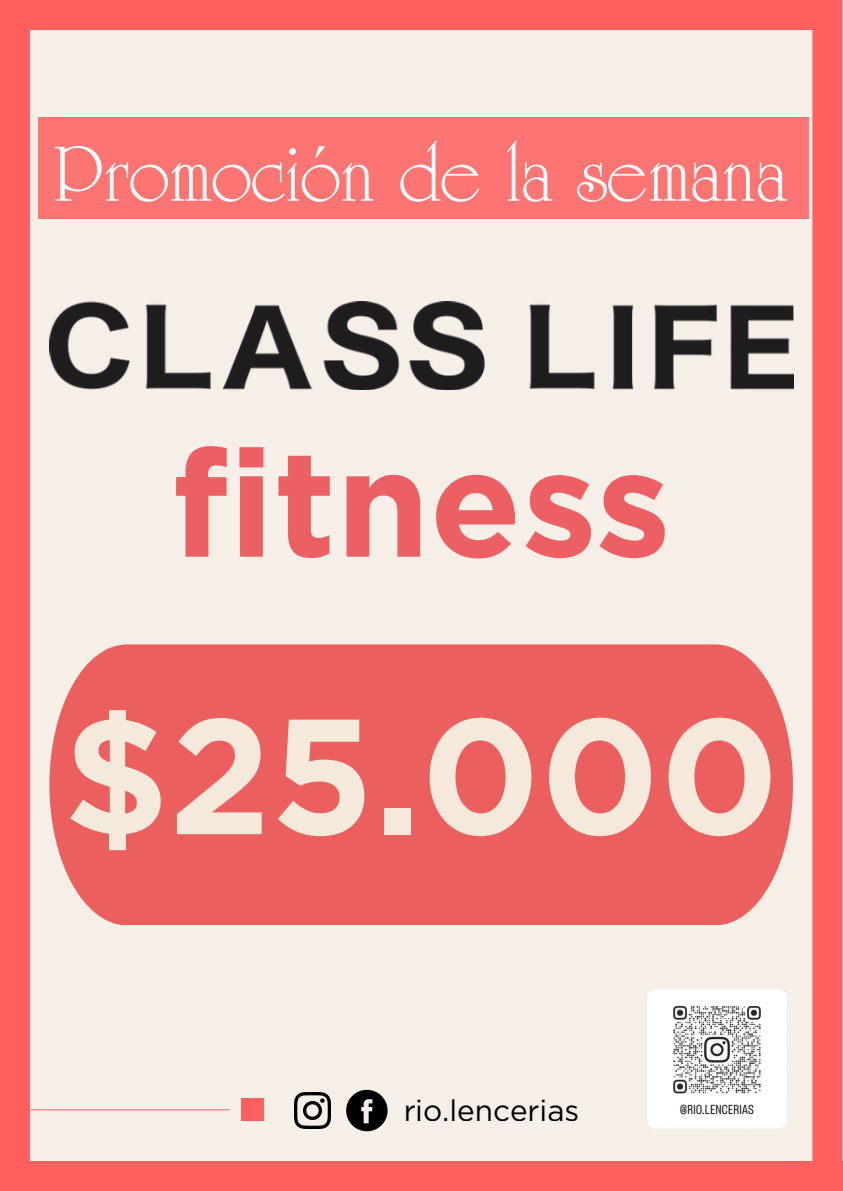 Promoción de la semana
CLASS LIFE
fitness
$25.000
rio.lencerias
@RIO.LENCERIAS